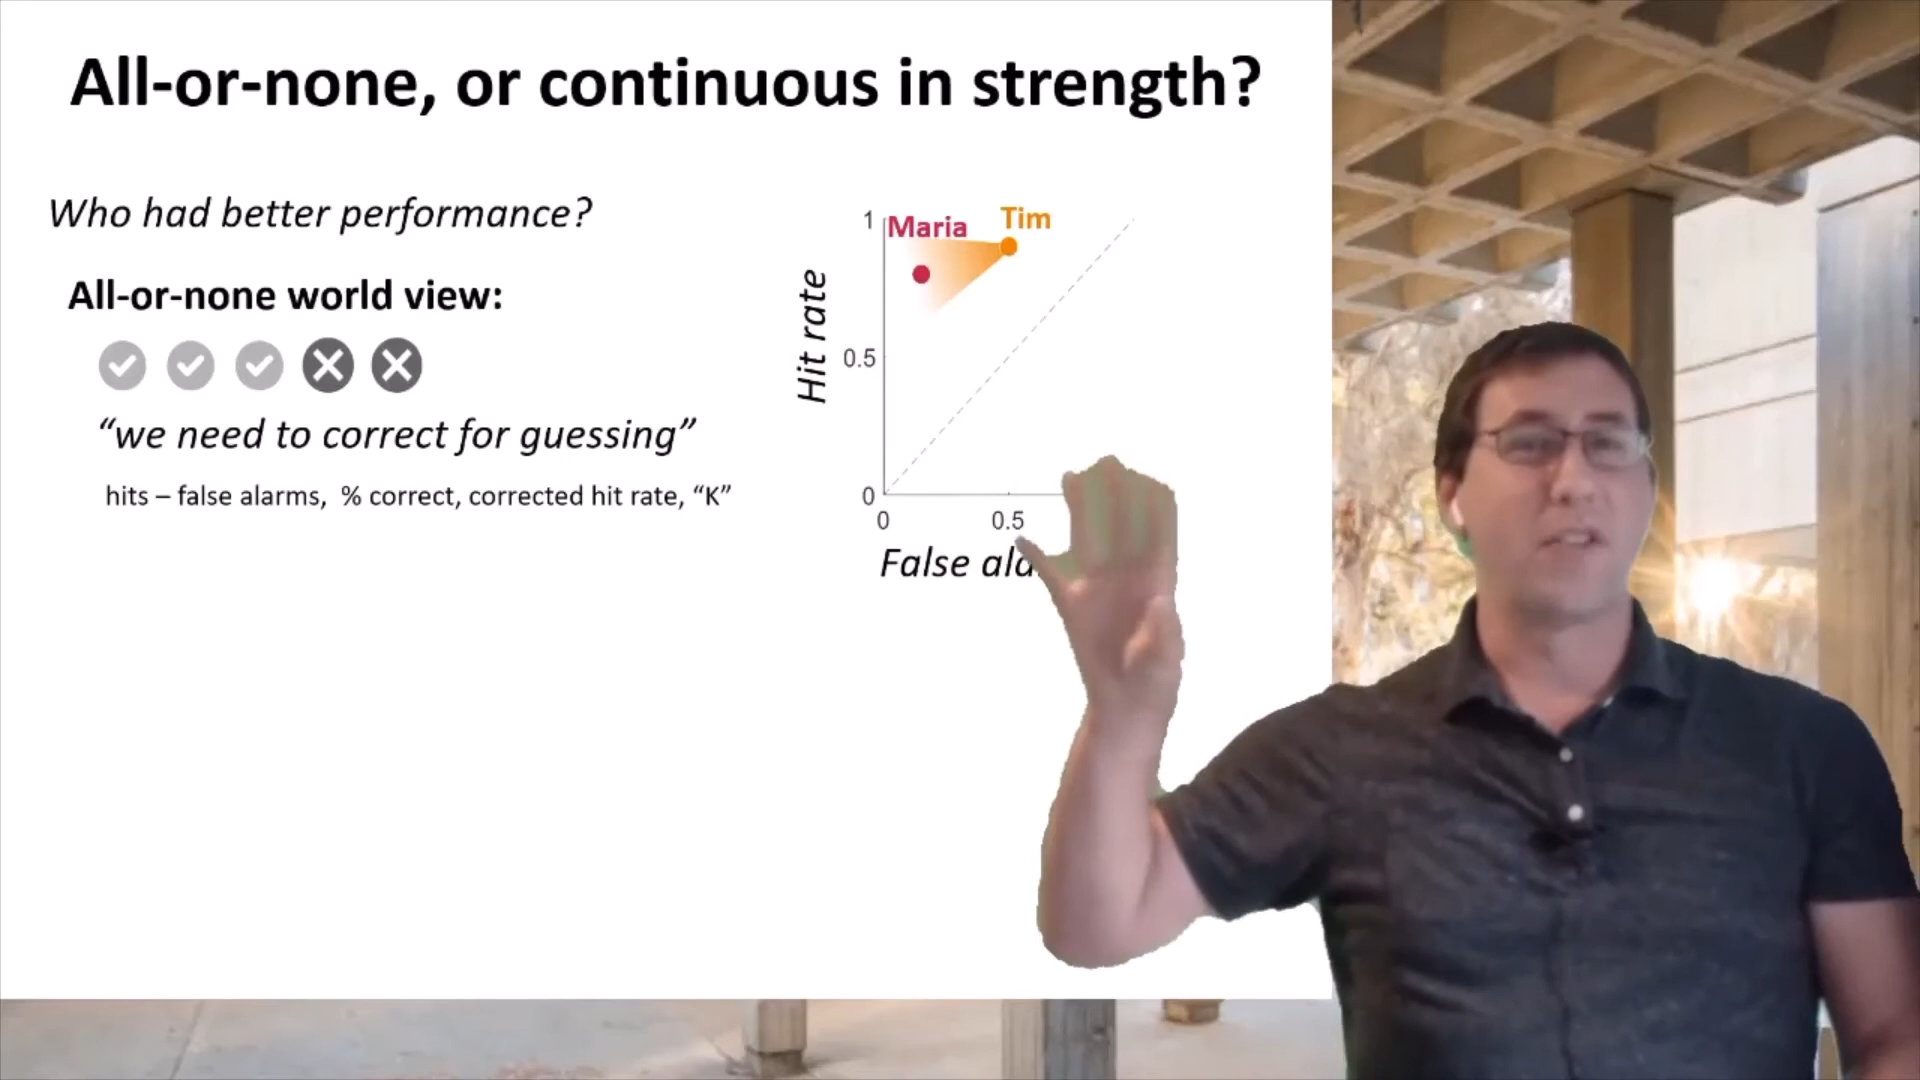 All-or-none, or continuous in strength?
Who had better performance?
All-or-none world view:
“we need to correct for guessing”
hits – false alarms, % correct, corrected hit rate, “K”
Maria
Tim
1
0.5
0
Hit rate
0
0.5
False